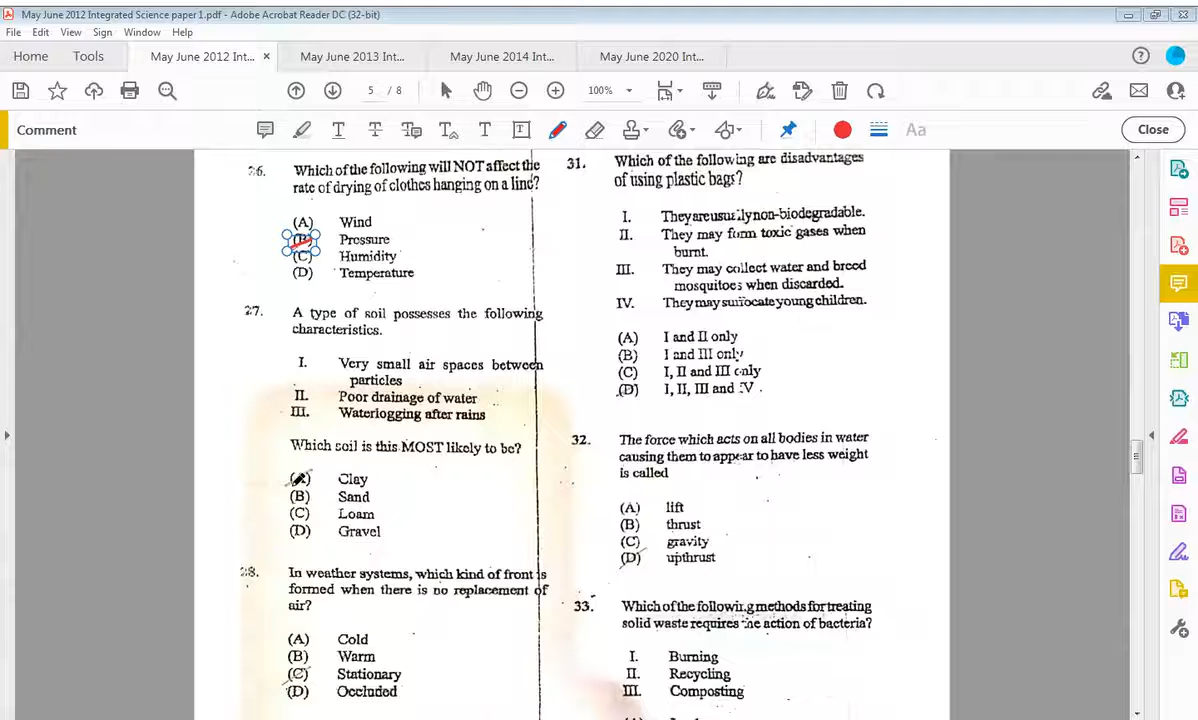 May June 2012 Integrated Science paper 1.pdf - Adobe Acrobat Reader DC (32-bit)
File Edit View Sign Window Help
Home Tools May June 2012 Int... × May June 2013 Int... May June 2014 Int... May June 2020 Int...
5 / 8 100%
Comment Close
26. Which of the following will NOT affect the
rate of drying of clothes hanging on a line?
(A) Wind
(B) Pressure
(C) Humidity
(D) Temperature
27. A type of soil possesses the following
characteristics.
I. Very small air spaces between
particles
II. Poor drainage of water
III. Waterlogging after rains
Which soil is this MOST likely to be?
(A) Clay
(B) Sand
(C) Loam
(D) Gravel
28. In weather systems, which kind of front is
formed when there is no replacement of
air?
(A) Cold
(B) Warm
(C) Stationary
(D) Occluded
31. Which of the following are disadvantages
of using plastic bags?
I. They are usually non-biodegradable.
II. They may form toxic gases when
burnt.
III. They may collect water and breed
mosquitoes when discarded.
IV. They may suffocate young children.
(A) I and II only
(B) I and III only
(C) I, II and III only
(D) I, II, III and IV
32. The force which acts on all bodies in water
causing them to appear to have less weight
is called
(A) lift
(B) thrust
(C) gravity
(D) upthrust
33. Which of the following methods for treating
solid waste requires the action of bacteria?
I. Burning
II. Recycling
III. Composting